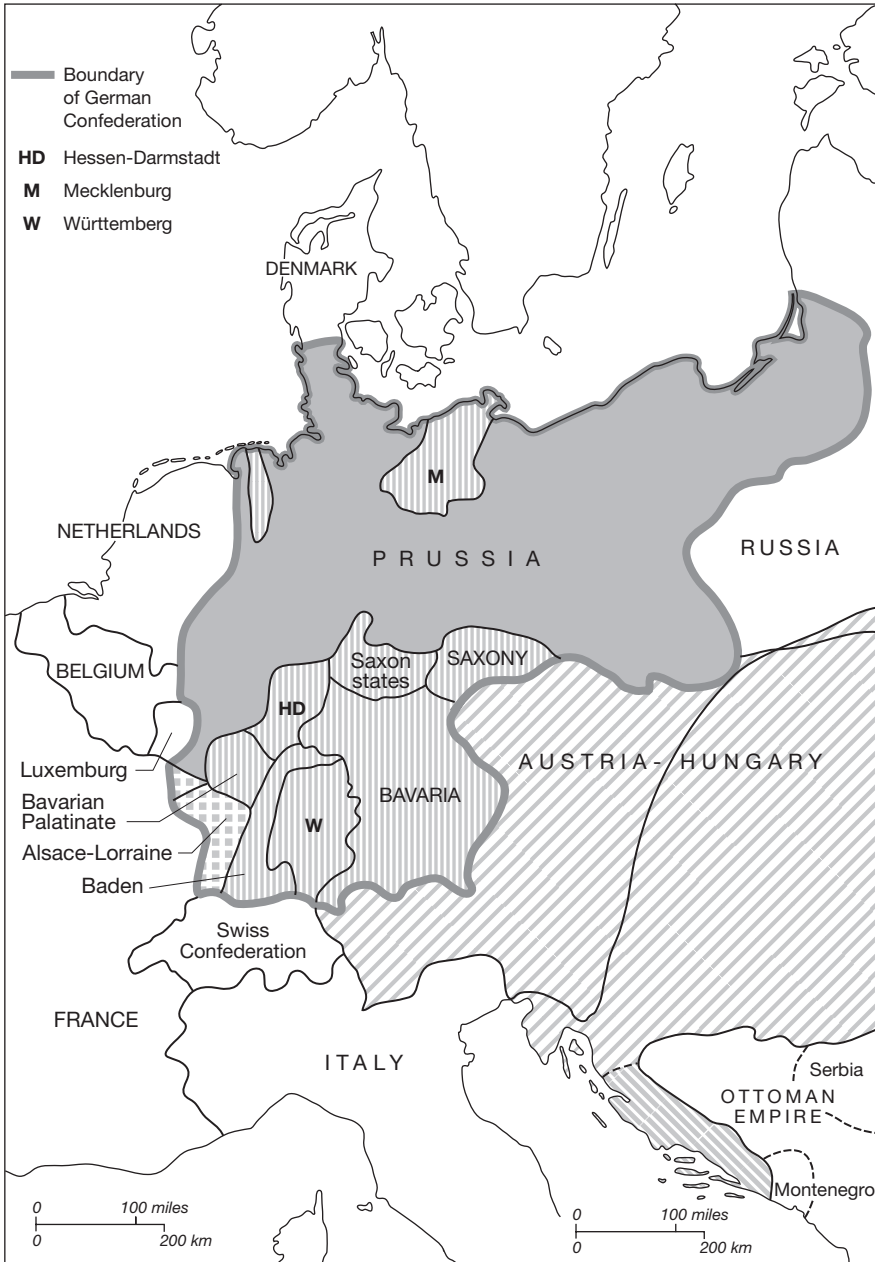 Boundary
of German
Confederation
HD Hessen-Darmstadt
M Mecklenburg
W Württemberg
DENMARK
M
NETHERLANDS
PRUSSIA
RUSSIA
BELGIUM
Saxon
states
SAXONY
HD
Luxemburg
AUSTRIA-HUNGARY
Bavarian
Palatinate
BAVARIA
W
Alsace-Lorraine
Baden
Swiss
Confederation
FRANCE
ITALY
Serbia
OTTOMAN
EMPIRE
Montenegro
0 100 miles
0 200 km
0 100 miles
0 200 km